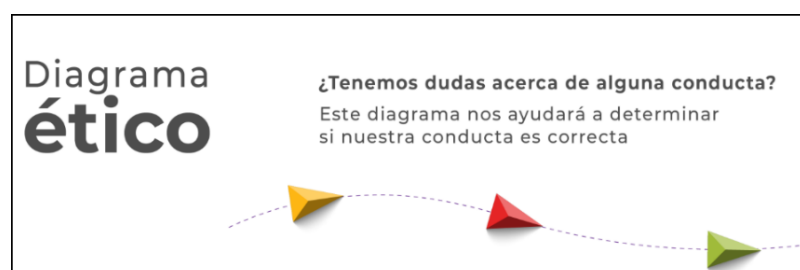 Diagrama
ético
¿Tenemos dudas acerca de alguna conducta?
Este diagrama nos ayudará a determinar
si nuestra conducta es correcta